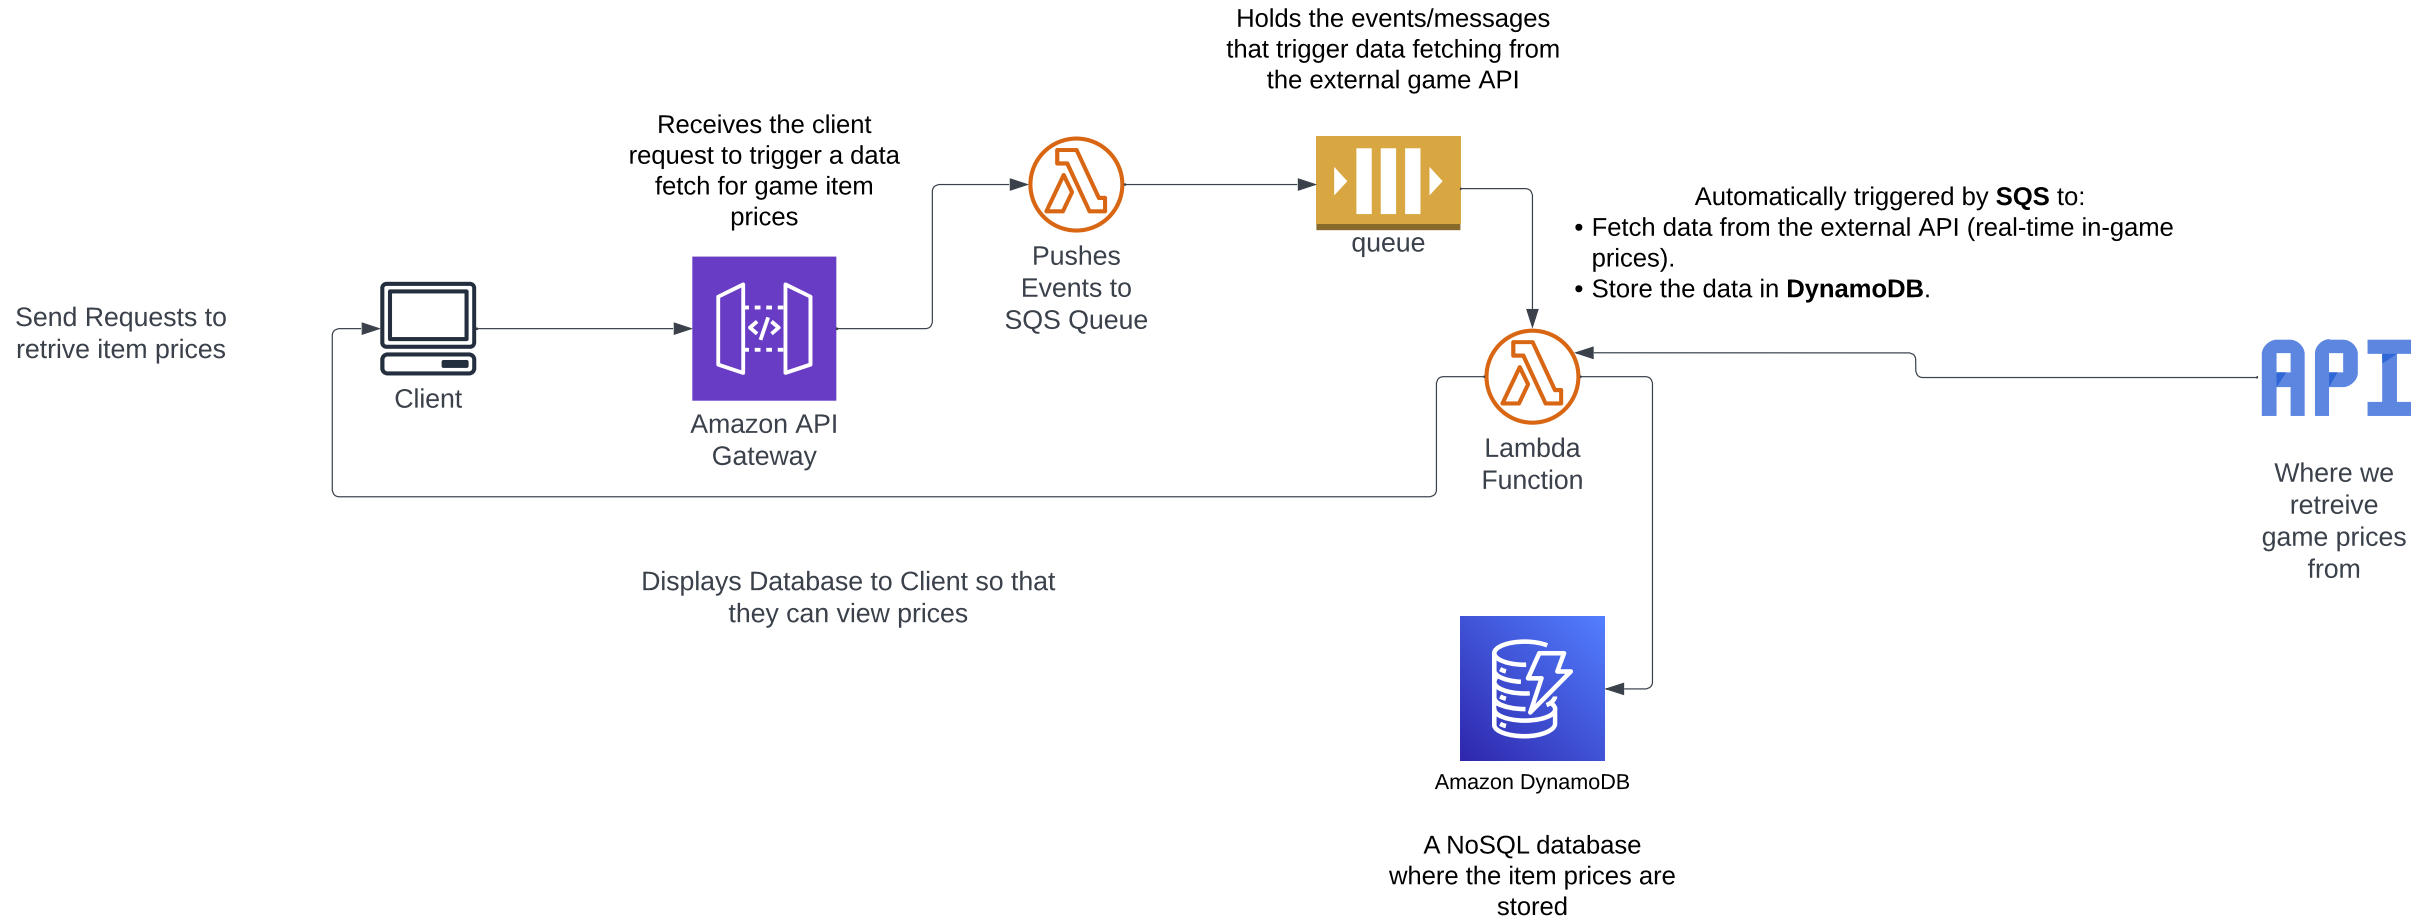 Holds the events/messages
that trigger data fetching from
the external game API
Receives the client
request to trigger a data
fetch for game item
prices
Automatically triggered by SQS to:
• Fetch data from the external API (real-time in-game
prices).
• Store the data in DynamoDB.
queue
Pushes
Events to
SQS Queue
Send Requests to
retrive item prices
Client
Amazon API
Gateway
Lambda
Function
API
Where we
retreive
game prices
from
Displays Database to Client so that
they can view prices
Amazon DynamoDB
A NoSQL database
where the item prices are
stored